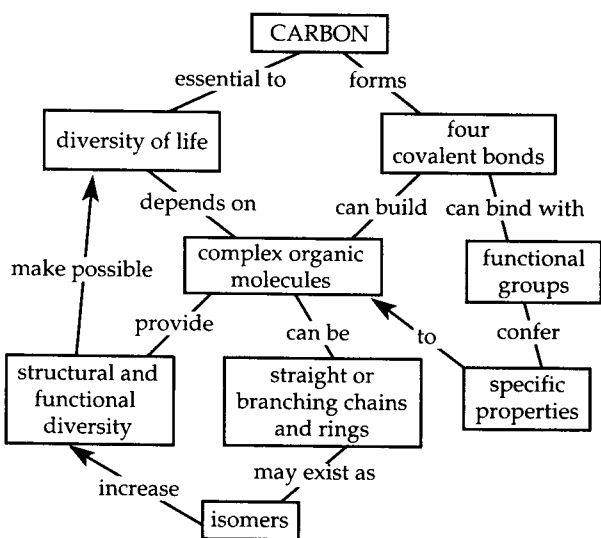 CARBON
essential to
forms
diversity of life
four
covalent bonds
depends on
can build
can bind with
complex organic
molecules
functional
groups
make possible
provide
can be
to
confer
structural and
functional
diversity
straight or
branching chains
and rings
specific
properties
may exist as
increase
isomers